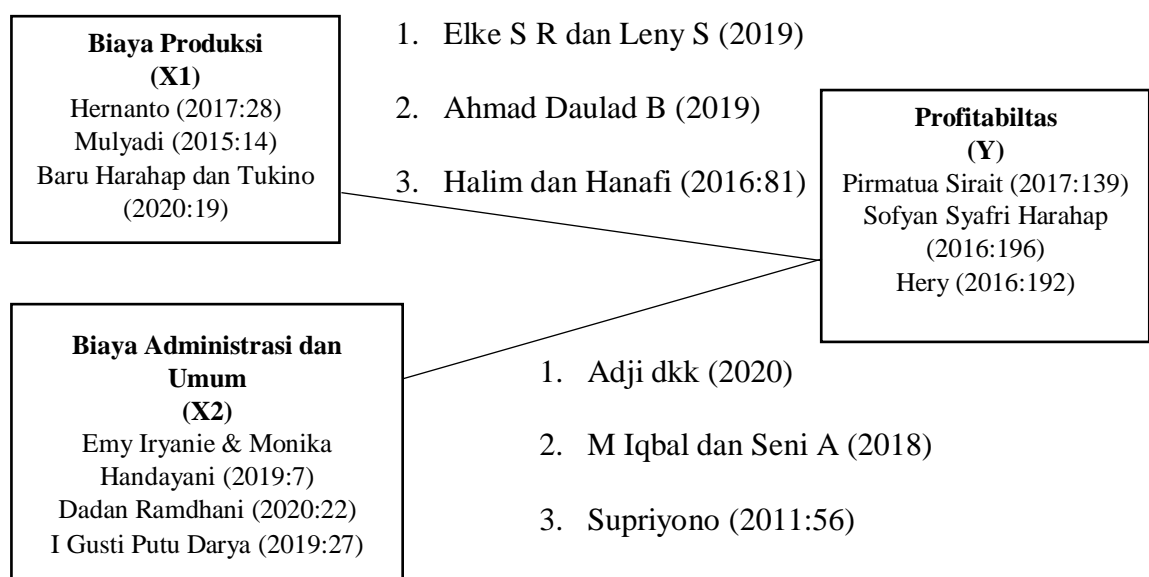 Biaya Produksi
(X1)
Hernanto (2017:28)
Mulyadi (2015:14)
Baru Harahap dan Tukino
(2020:19)
1. Elke S R dan Leny S (2019)
2. Ahmad Daulad B (2019)
3. Halim dan Hanafi (2016:81)
Profitabiltas
(Y)
Pirmatua Sirait (2017:139)
Sofyan Syafri Harahap
(2016:196)
Hery (2016:192)
Biaya Administrasi dan
Umum
(X2)
Emy Iryanie & Monika
Handayani (2019:7)
Dadan Ramdhani (2020:22)
I Gusti Putu Darya (2019:27)
1. Adji dkk (2020)
2. M Iqbal dan Seni A (2018)
3. Supriyono (2011:56)